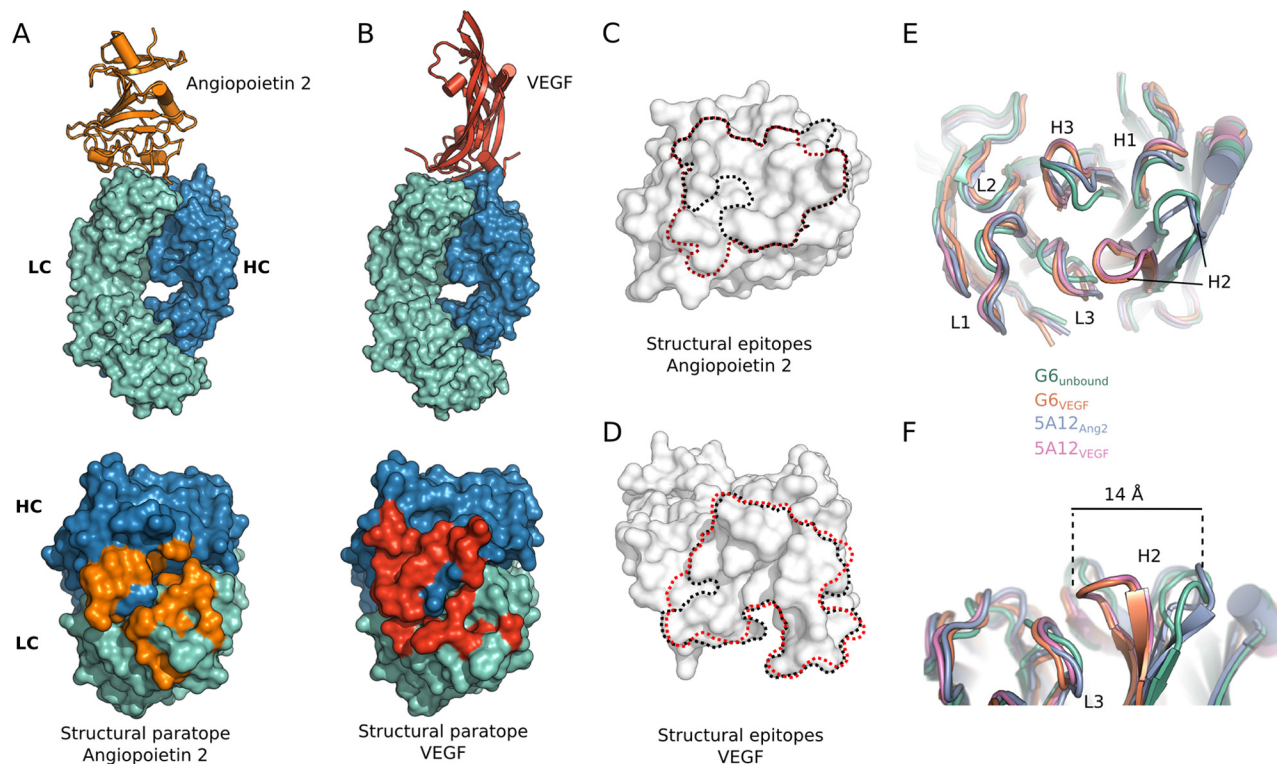 A
Angiopoietin 2
LC
HC
HC
LC
Structural paratope
Angiopoietin 2
B
VEGF
Structural paratope
VEGF
C
Structural epitopes
Angiopoietin 2
D
Structural epitopes
VEGF
E
H3
H1
L2
H2
L3
L1
G6unbound
G6VEGF
5A12Ang2
5A12VEGF
F
14 Å
H2
L3